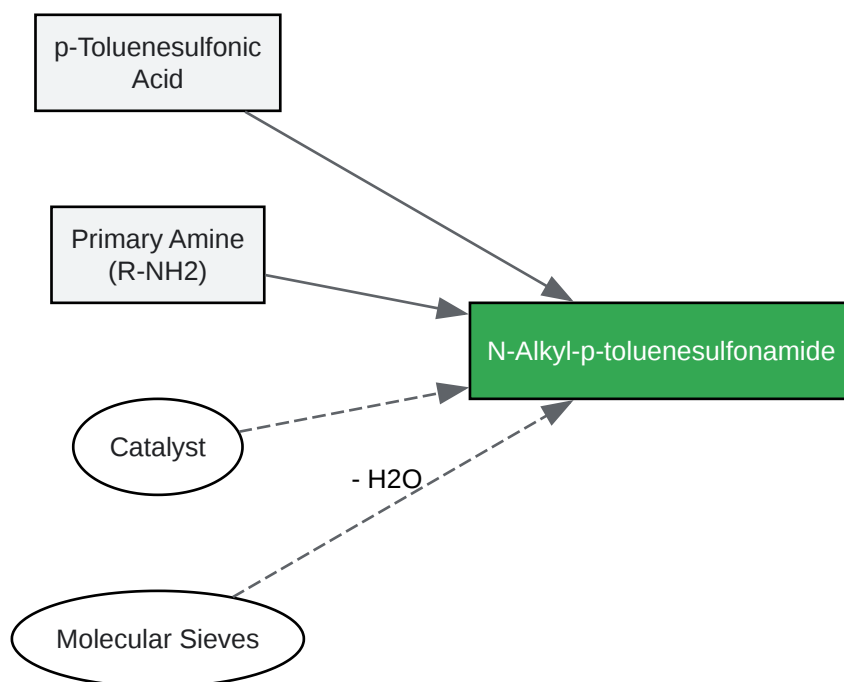 p-Toluenesulfonic
Acid
Primary Amine
(R-NH2)
N-Alkyl-p-toluenesulfonamide
Catalyst
- H2O
Molecular Sieves